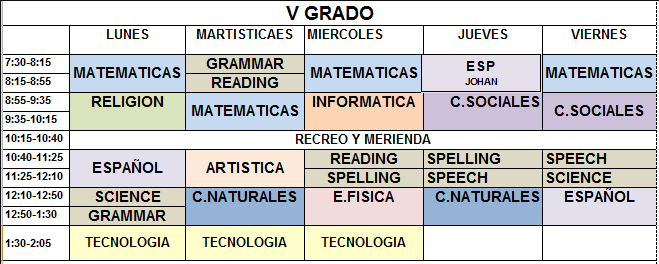 V GRADO
LUNES MARTISTICAES MIERCOLES JUEVES VIERNES
7:30-8:15 MATEMATICAS GRAMMAR MATEMATICAS ESP MATEMATICAS
8:15-8:55 READING JOHAN
8:55-9:35 RELIGION MATEMATICAS INFORMATICA C.SOCIALES C.SOCIALES
9:35-10:15
10:15-10:40 RECREO Y MERIENDA
10:40-11:25 ESPAÑOL ARTISTICA READING SPELLING SPEECH
11:25-12:10 SPELLING SPEECH SCIENCE
12:10-12:50 SCIENCE C.NATURALES E.FISICA C.NATURALES ESPAÑOL
12:50-1:30 GRAMMAR
1:30-2:05 TECNOLOGIA TECNOLOGIA TECNOLOGIA